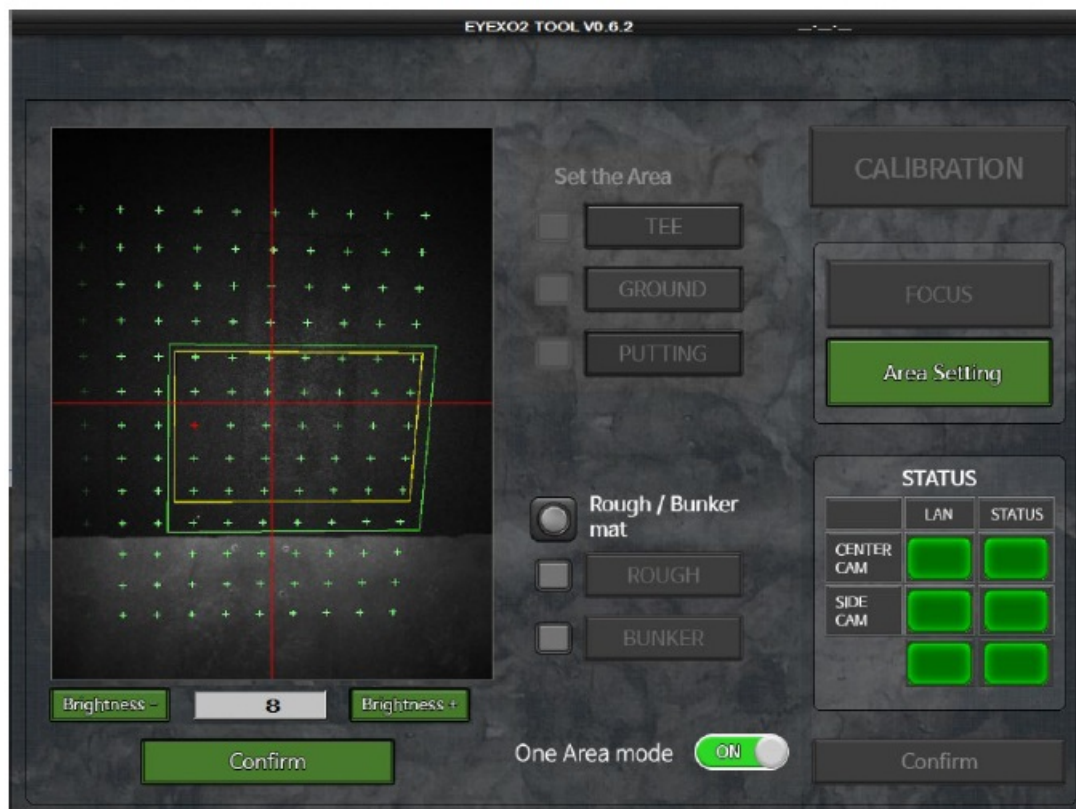 EYEXO2 TOOL V0.6.2
--.--.--
Set the Area
TEE
GROUND
PUTTING
Rough / Bunker
mat
ROUGH
BUNKER
One Area mode
ON
Brightness -
8
Brightness +
Confirm
CALIBRATION
FOCUS
Area Setting
STATUS
LAN STATUS
CENTER
CAM
SIDE
CAM
Confirm